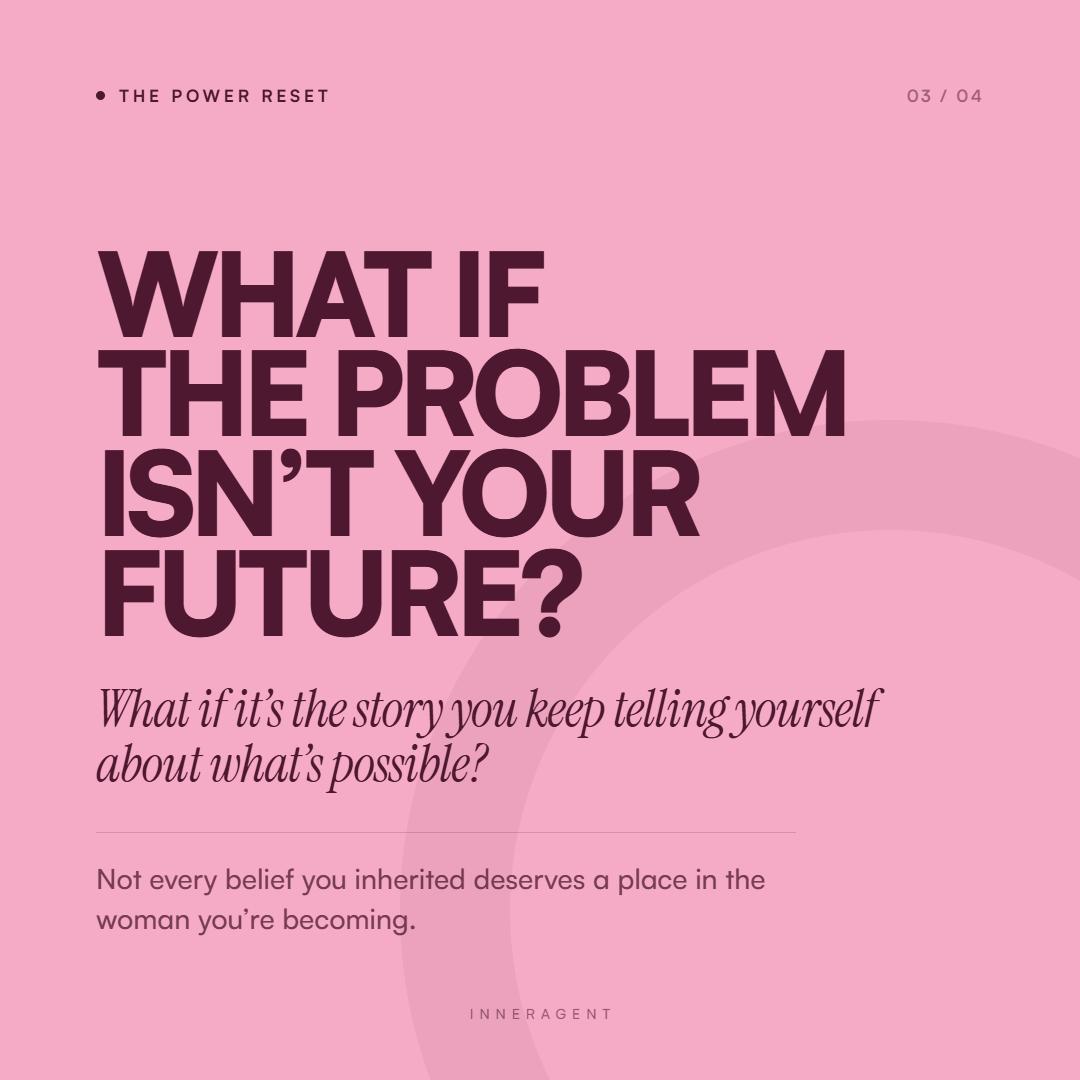 THE POWER RESET
03 / 04
WHAT IF
THE PROBLEM
ISN’T YOUR
FUTURE?
What if it’s the story you keep telling yourself
about what’s possible?
Not every belief you inherited deserves a place in the
woman you’re becoming.
INNERAGENT